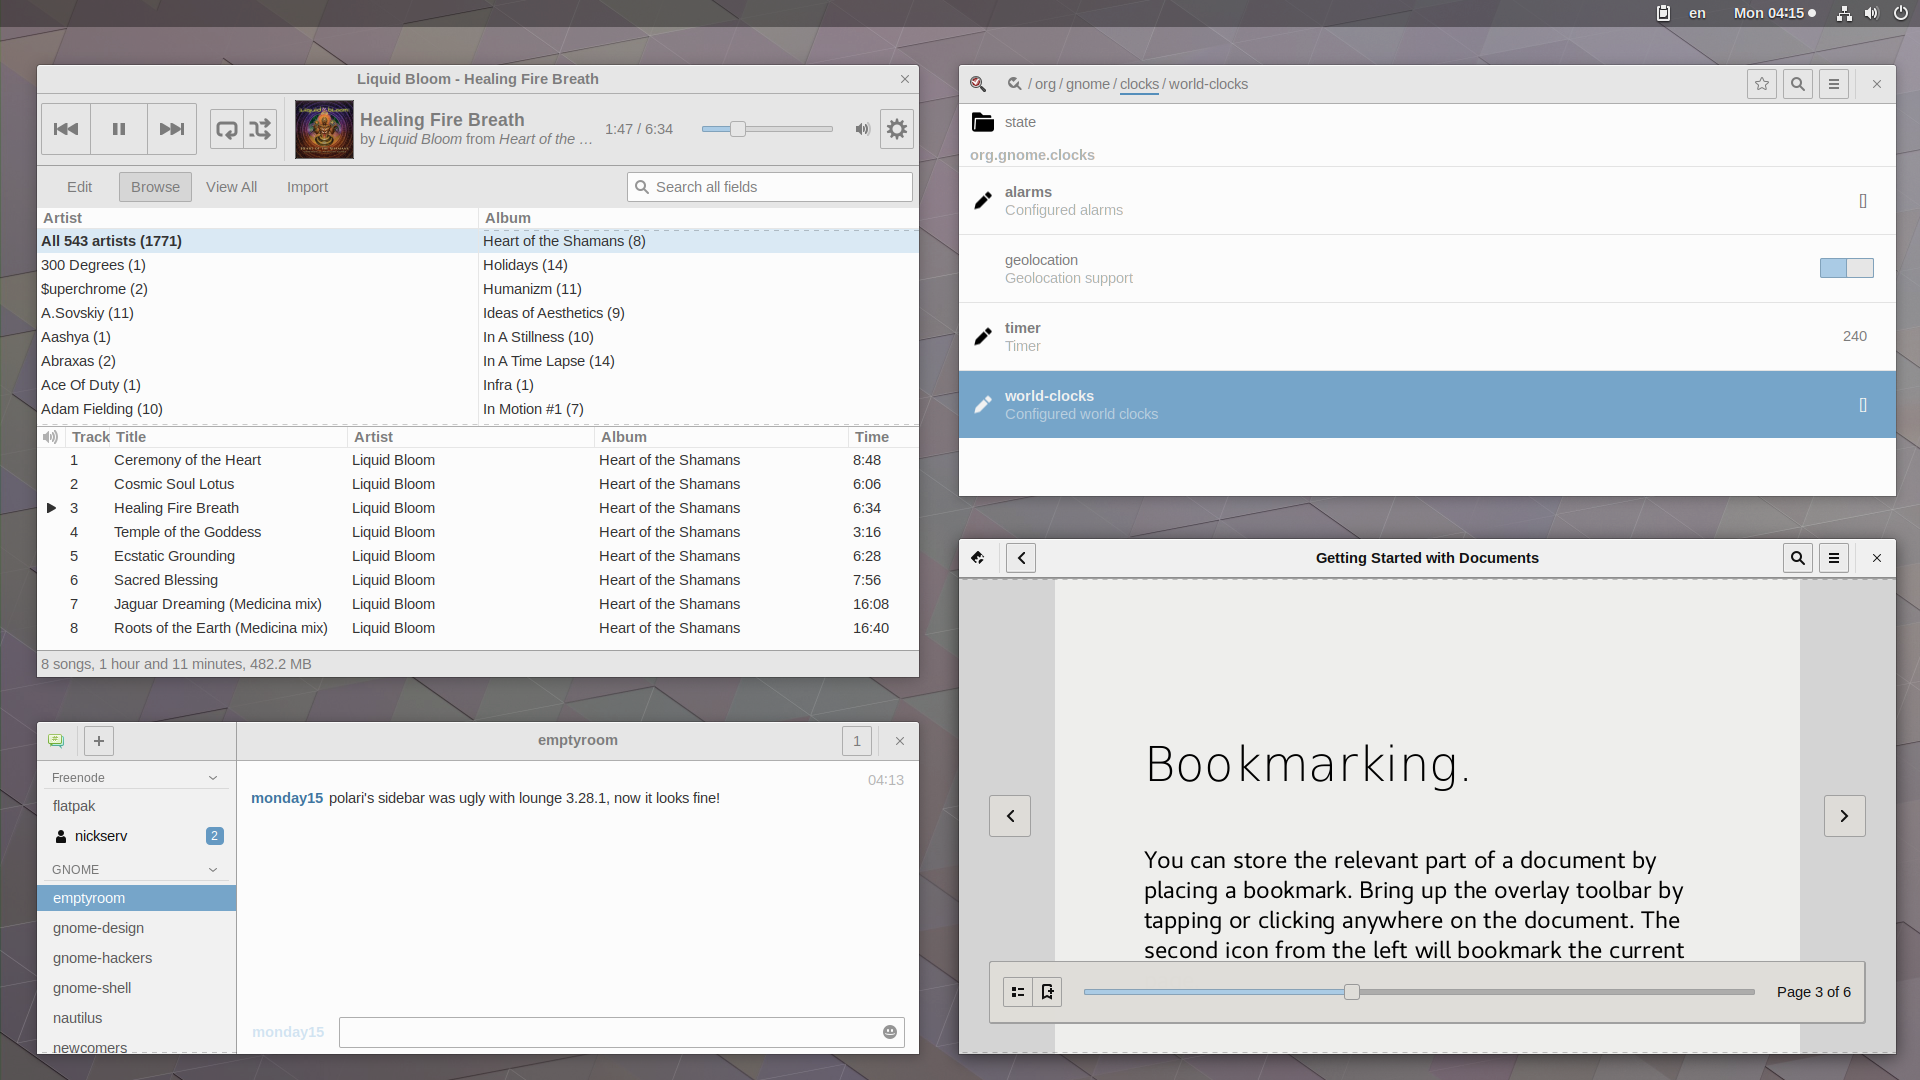 en Mon 04:15
Liquid Bloom - Healing Fire Breath
Healing Fire Breath
by Liquid Bloom from Heart of the …
1:47 / 6:34
Edit Browse View All Import Search all fields
Artist Album
All 543 artists (1771) Heart of the Shamans (8)
300 Degrees (1) Holidays (14)
$uperchrome (2) Humanizm (11)
A.Sovskiy (11) Ideas of Aesthetics (9)
Aashya (1) In A Stillness (10)
Abraxas (2) In A Time Lapse (14)
Ace Of Duty (1) Infra (1)
Adam Fielding (10) In Motion #1 (7)
Track Title Artist Album Time
1 Ceremony of the Heart Liquid Bloom Heart of the Shamans 8:48
2 Cosmic Soul Lotus Liquid Bloom Heart of the Shamans 6:06
3 Healing Fire Breath Liquid Bloom Heart of the Shamans 6:34
4 Temple of the Goddess Liquid Bloom Heart of the Shamans 3:16
5 Ecstatic Grounding Liquid Bloom Heart of the Shamans 6:28
6 Sacred Blessing Liquid Bloom Heart of the Shamans 7:56
7 Jaguar Dreaming (Medicina mix) Liquid Bloom Heart of the Shamans 16:08
8 Roots of the Earth (Medicina mix) Liquid Bloom Heart of the Shamans 16:40
8 songs, 1 hour and 11 minutes, 482.2 MB
/ org / gnome / clocks / world-clocks
state
org.gnome.clocks
alarms
Configured alarms
[]
geolocation
Geolocation support
timer
Timer
240
world-clocks
Configured world clocks
[]
emptyroom
1
Freenode
flatpak
nickserv 2
GNOME
emptyroom
gnome-design
gnome-hackers
gnome-shell
nautilus
newcomers
04:13
monday15 polari's sidebar was ugly with lounge 3.28.1, now it looks fine!
monday15
Getting Started with Documents
Bookmarking.
You can store the relevant part of a document by
placing a bookmark. Bring up the overlay toolbar by
tapping or clicking anywhere on the document. The
second icon from the left will bookmark the current
Page 3 of 6